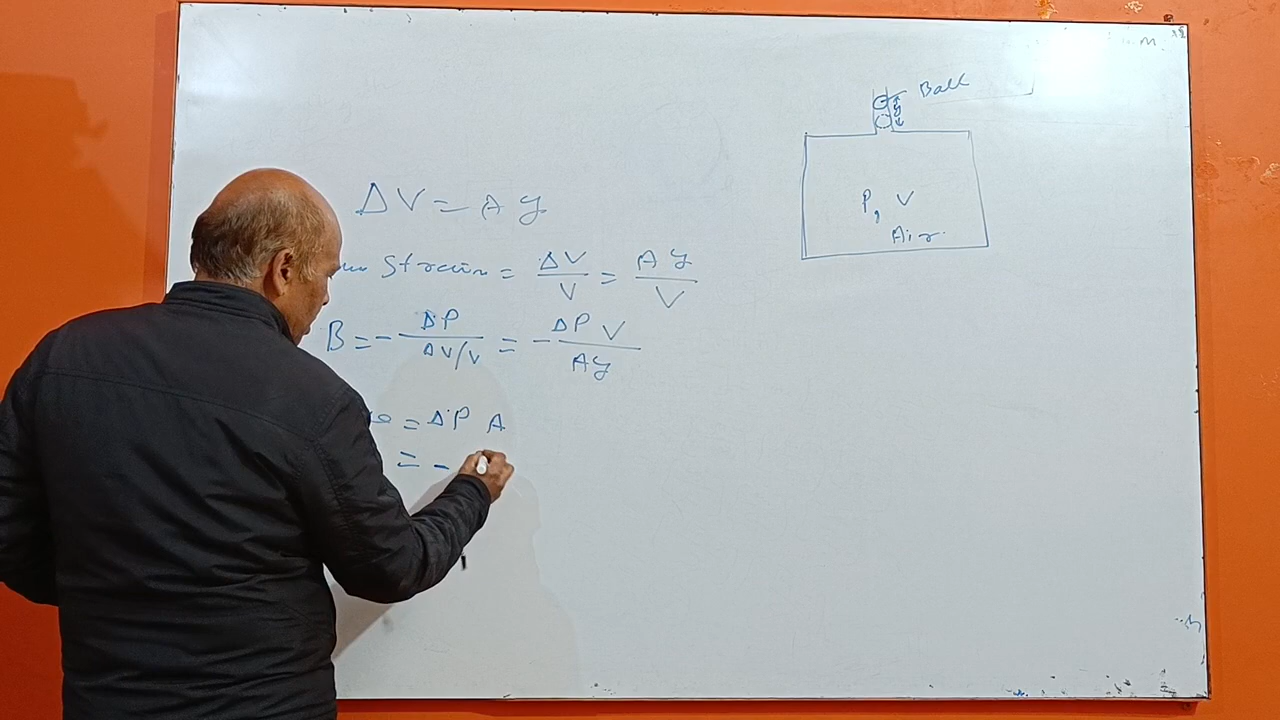 ΔV = A y
Strain = ΔV/V = A y/V
B = - ΔP/(ΔV/V) = - ΔP V/(A y)
= ΔP A
= -
Ball
y
P, V
Air
m